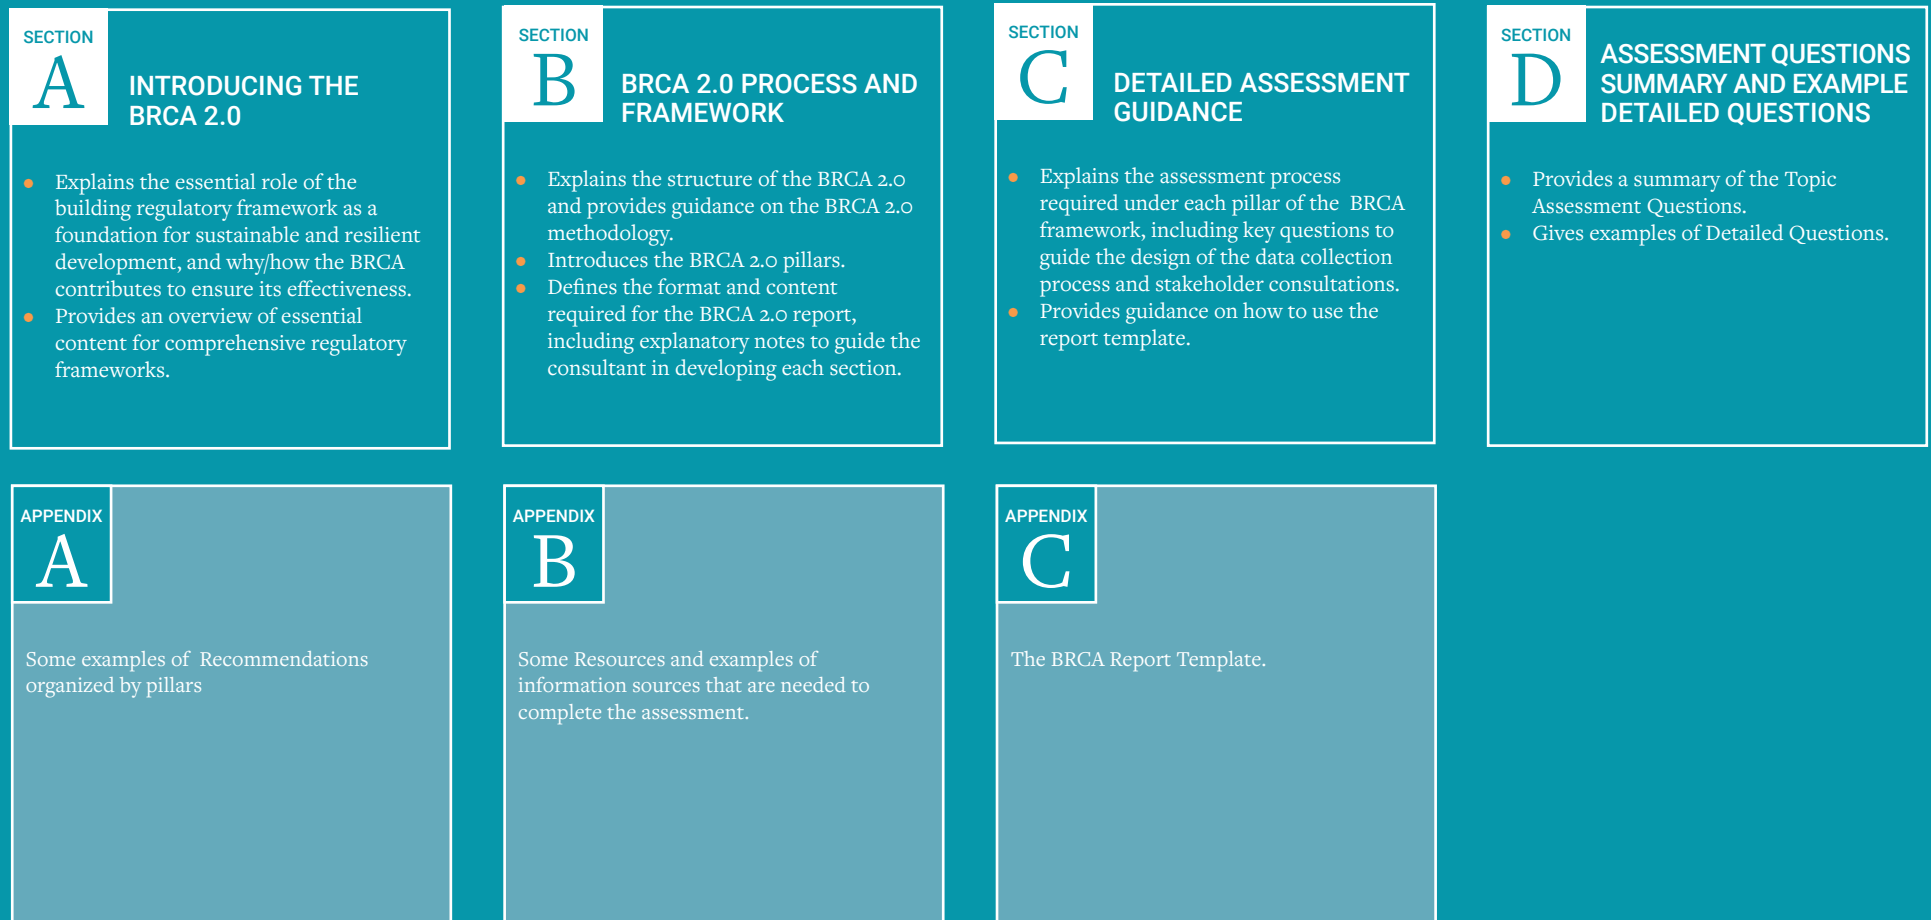 SECTION
A
INTRODUCING THE
BRCA 2.0
• Explains the essential role of the
building regulatory framework as a
foundation for sustainable and resilient
development, and why/how the BRCA
contributes to ensure its effectiveness.
• Provides an overview of essential
content for comprehensive regulatory
frameworks.
SECTION
B
BRCA 2.0 PROCESS AND
FRAMEWORK
• Explains the structure of the BRCA 2.0
and provides guidance on the BRCA 2.0
methodology.
• Introduces the BRCA 2.0 pillars.
• Defines the format and content
required for the BRCA 2.0 report,
including explanatory notes to guide the
consultant in developing each section.
SECTION
C
DETAILED ASSESSMENT
GUIDANCE
• Explains the assessment process
required under each pillar of the BRCA
framework, including key questions to
guide the design of the data collection
process and stakeholder consultations.
• Provides guidance on how to use the
report template.
SECTION
D
ASSESSMENT QUESTIONS
SUMMARY AND EXAMPLE
DETAILED QUESTIONS
• Provides a summary of the Topic
Assessment Questions.
• Gives examples of Detailed Questions.
APPENDIX
A
Some examples of Recommendations
organized by pillars
APPENDIX
B
Some Resources and examples of
information sources that are needed to
complete the assessment.
APPENDIX
C
The BRCA Report Template.